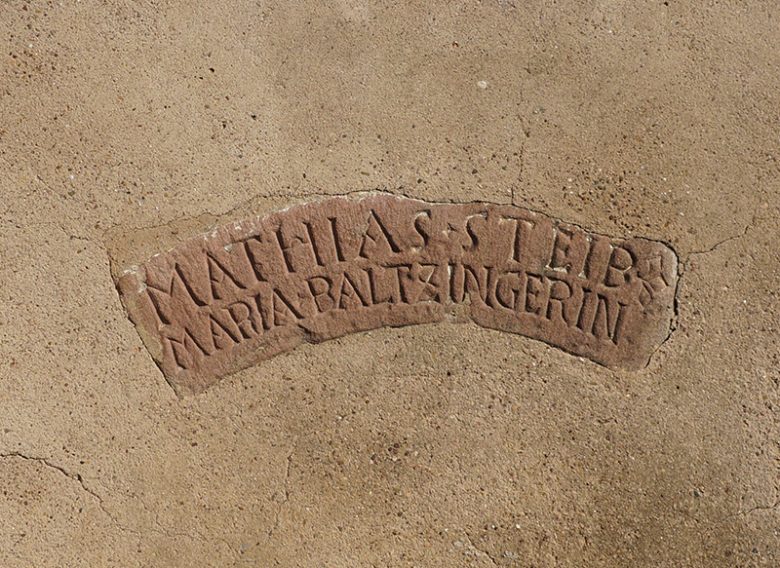 MATHIAS · STEIB
MARIA · BALTZINGERIN